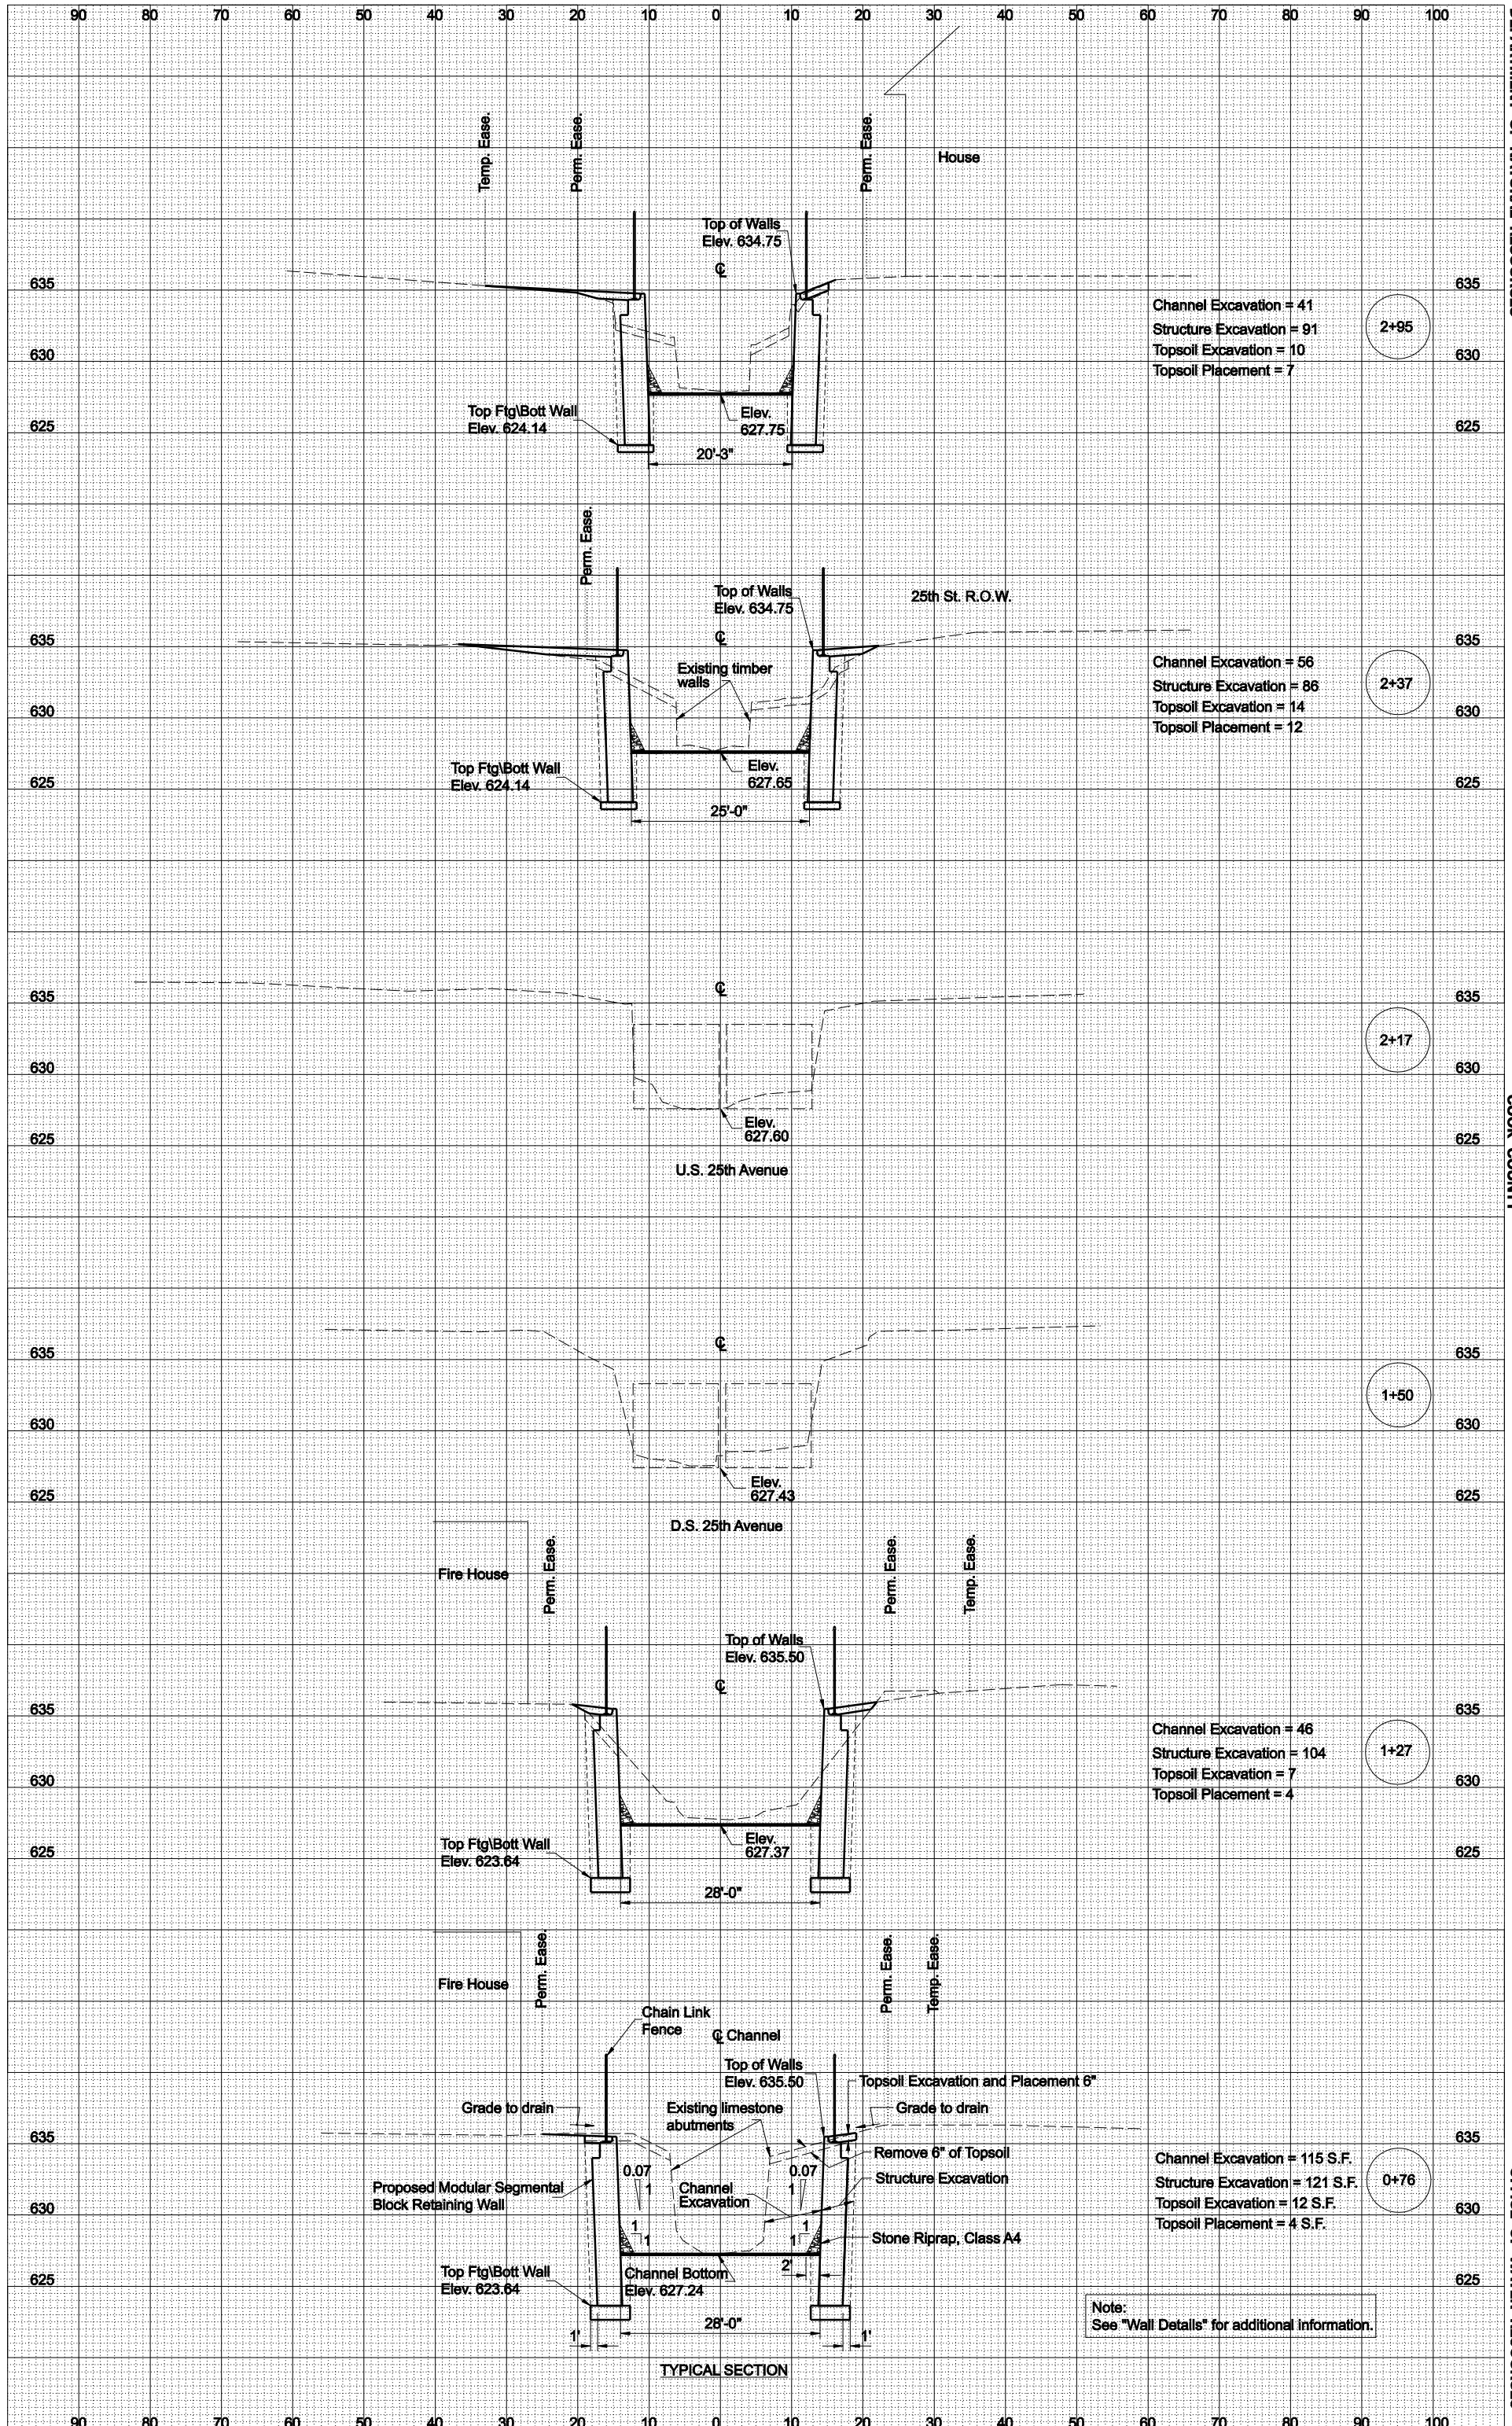 90 80 70 60 50 40 30 20 10 0 10 20 30 40 50 60 70 80 90 100
Temp. Ease.
Perm. Ease.
Perm. Ease.
House
Top of Walls
Elev. 634.75
℄
635
635
Channel Excavation = 41
Structure Excavation = 91
Topsoil Excavation = 10
Topsoil Placement = 7
2+95
630
630
Top Ftg\Bott Wall
Elev. 624.14
Elev.
627.75
625
625
20'-3"
Perm. Ease.
Top of Walls
Elev. 634.75
25th St. R.O.W.
℄
635
635
Existing timber
walls
Channel Excavation = 56
Structure Excavation = 86
Topsoil Excavation = 14
Topsoil Placement = 12
2+37
630
630
Top Ftg\Bott Wall
Elev. 624.14
Elev.
627.65
625
625
25'-0"
℄
635
635
2+17
630
630
Elev.
627.60
625
625
U.S. 25th Avenue
COOK COUNTY
℄
635
635
1+50
630
630
Elev.
627.43
625
625
D.S. 25th Avenue
Fire House
Perm. Ease.
Perm. Ease.
Temp. Ease.
Top of Walls
Elev. 635.50
℄
635
635
Channel Excavation = 46
Structure Excavation = 104
Topsoil Excavation = 7
Topsoil Placement = 4
1+27
630
630
Top Ftg\Bott Wall
Elev. 623.64
Elev.
627.37
625
625
28'-0"
Fire House
Perm. Ease.
Perm. Ease.
Temp. Ease.
Chain Link
Fence
℄ Channel
Top of Walls
Elev. 635.50
Topsoil Excavation and Placement 6"
Grade to drain
Existing limestone
abutments
Grade to drain
635
635
Remove 6" of Topsoil
Structure Excavation
Proposed Modular Segmental
Block Retaining Wall
0.07
1
Channel
Excavation
0.07
1
Channel Excavation = 115 S.F.
Structure Excavation = 121 S.F.
Topsoil Excavation = 12 S.F.
Topsoil Placement = 4 S.F.
0+76
630
630
1
1
1
1
Stone Riprap, Class A4
Top Ftg\Bott Wall
Elev. 623.64
Channel Bottom
Elev. 627.24
2'
625
625
Note:
See "Wall Details" for additional information.
1'
28'-0"
1'
TYPICAL SECTION
90 80 70 60 50 40 30 20 10 0 10 20 30 40 50 60 70 80 90 100